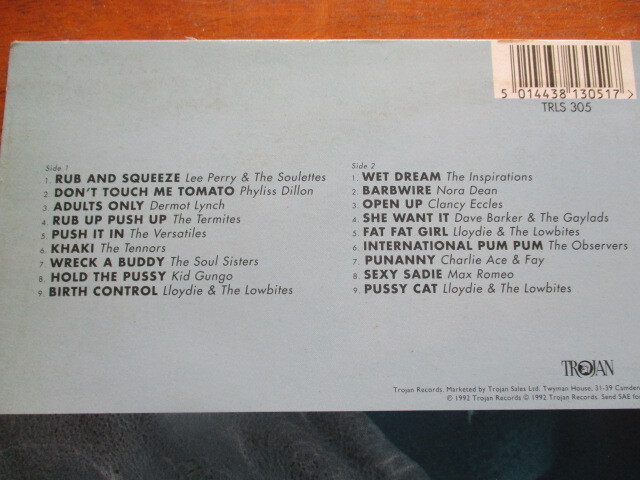 5 014438 130517 >
TRLS 305
Side 1
1. RUB AND SQUEEZE Lee Perry & The Soulettes
2. DON'T TOUCH ME TOMATO Phyliss Dillon
3. ADULTS ONLY Dermot Lynch
4. RUB UP PUSH UP The Termites
5. PUSH IT IN The Versatiles
6. KHAKI The Tennors
7. WRECK A BUDDY The Soul Sisters
8. HOLD THE PUSSY Kid Gungo
9. BIRTH CONTROL Lloydie & The Lowbites
Side 2
1. WET DREAM The Inspirations
2. BARBWIRE Nora Dean
3. OPEN UP Clancy Eccles
4. SHE WANT IT Dave Barker & The Gaylads
5. FAT FAT GIRL Lloydie & The Lowbites
6. INTERNATIONAL PUM PUM The Observers
7. PUNANNY Charlie Ace & Fay
8. SEXY SADIE Max Romeo
9. PUSSY CAT Lloydie & The Lowbites
TROJAN
Trojan Records. Marketed by Trojan Sales Ltd. Twyman House, 31-39 Camden
© 1992 Trojan Records © 1992 Trojan Records. Send SAE for